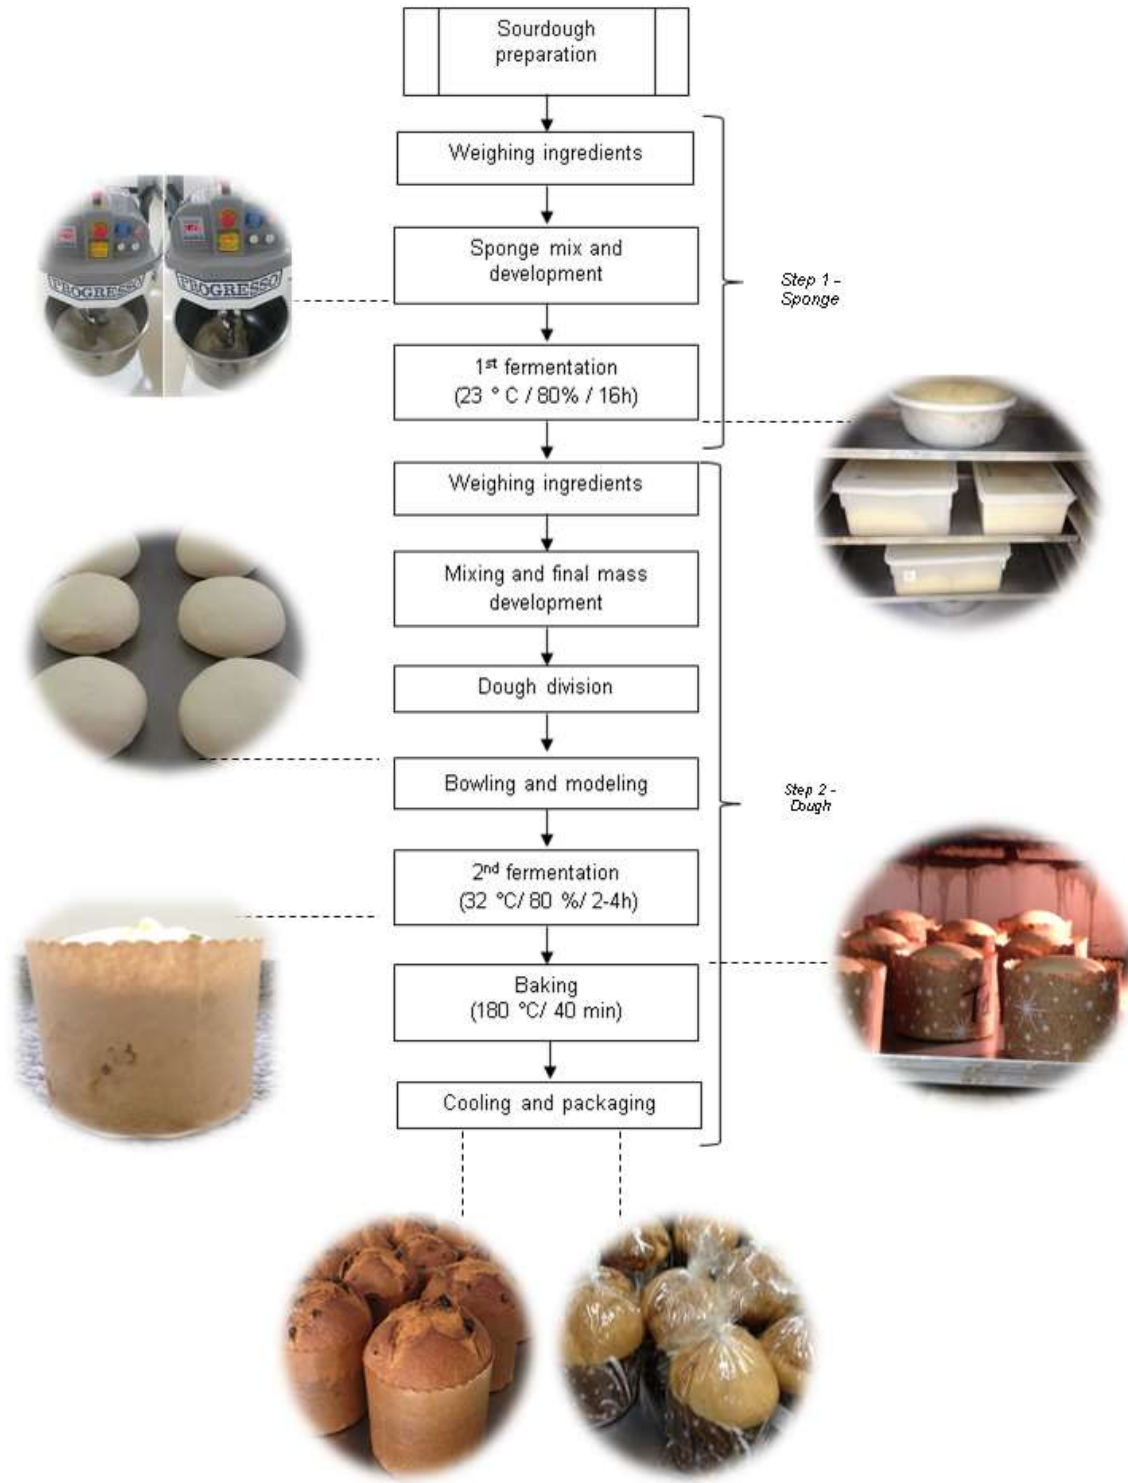 Sourdough
preparation
Weighing ingredients
PROGRESSO
PROGRESSO
Sponge mix and
development
Step 1 -
Sponge
1st fermentation
(23 ° C / 80% / 16h)
Weighing ingredients
Mixing and final mass
development
Dough division
Bowling and modeling
Step 2 -
Dough
2nd fermentation
(32 °C/ 80 %/ 2-4h)
Baking
(180 °C/ 40 min)
Cooling and packaging